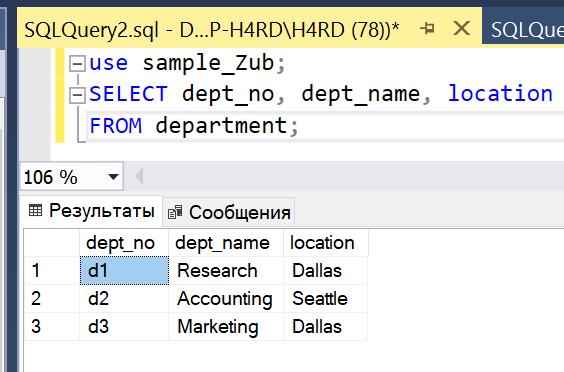 SQLQuery2.sql - D...P-H4RD\H4RD (78))*
SQLQue
use sample_Zub;
SELECT dept_no, dept_name, location
FROM department;
106 %
Результаты
Сообщения
dept_no dept_name location
1 d1 Research Dallas
2 d2 Accounting Seattle
3 d3 Marketing Dallas